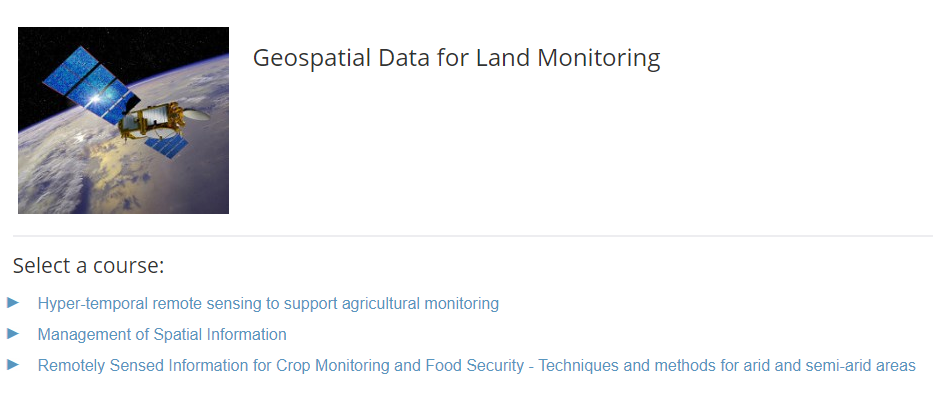 Geospatial Data for Land Monitoring
Select a course:
Hyper-temporal remote sensing to support agricultural monitoring
Management of Spatial Information
Remotely Sensed Information for Crop Monitoring and Food Security - Techniques and methods for arid and semi-arid areas